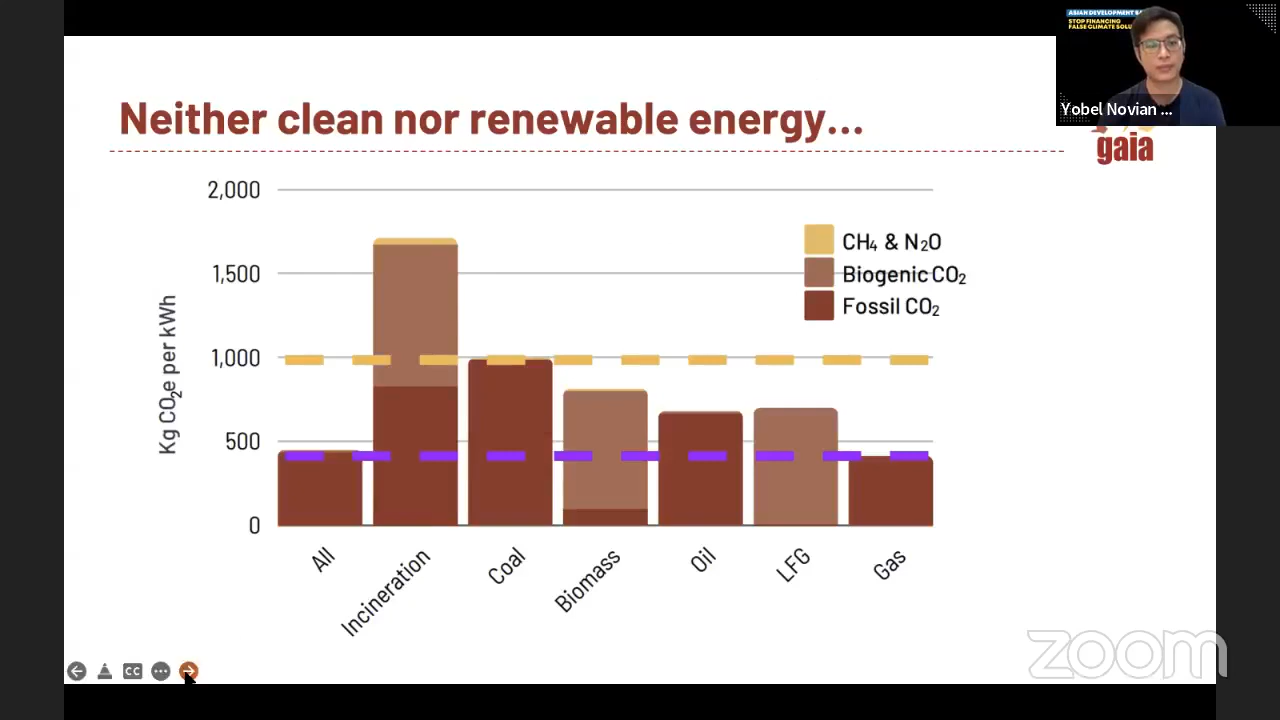 ASIAN DEVELOPMENT
STOP FINANCING
FALSE CLIMATE
Yobel Novian ...
Neither clean nor renewable energy...
gaia
2,000
1,500
1,000
500
0
Kg CO₂e per kWh
CH₄ & N₂O
Biogenic CO₂
Fossil CO₂
All
Incineration
Coal
Biomass
Oil
LFG
Gas
CC
zoom